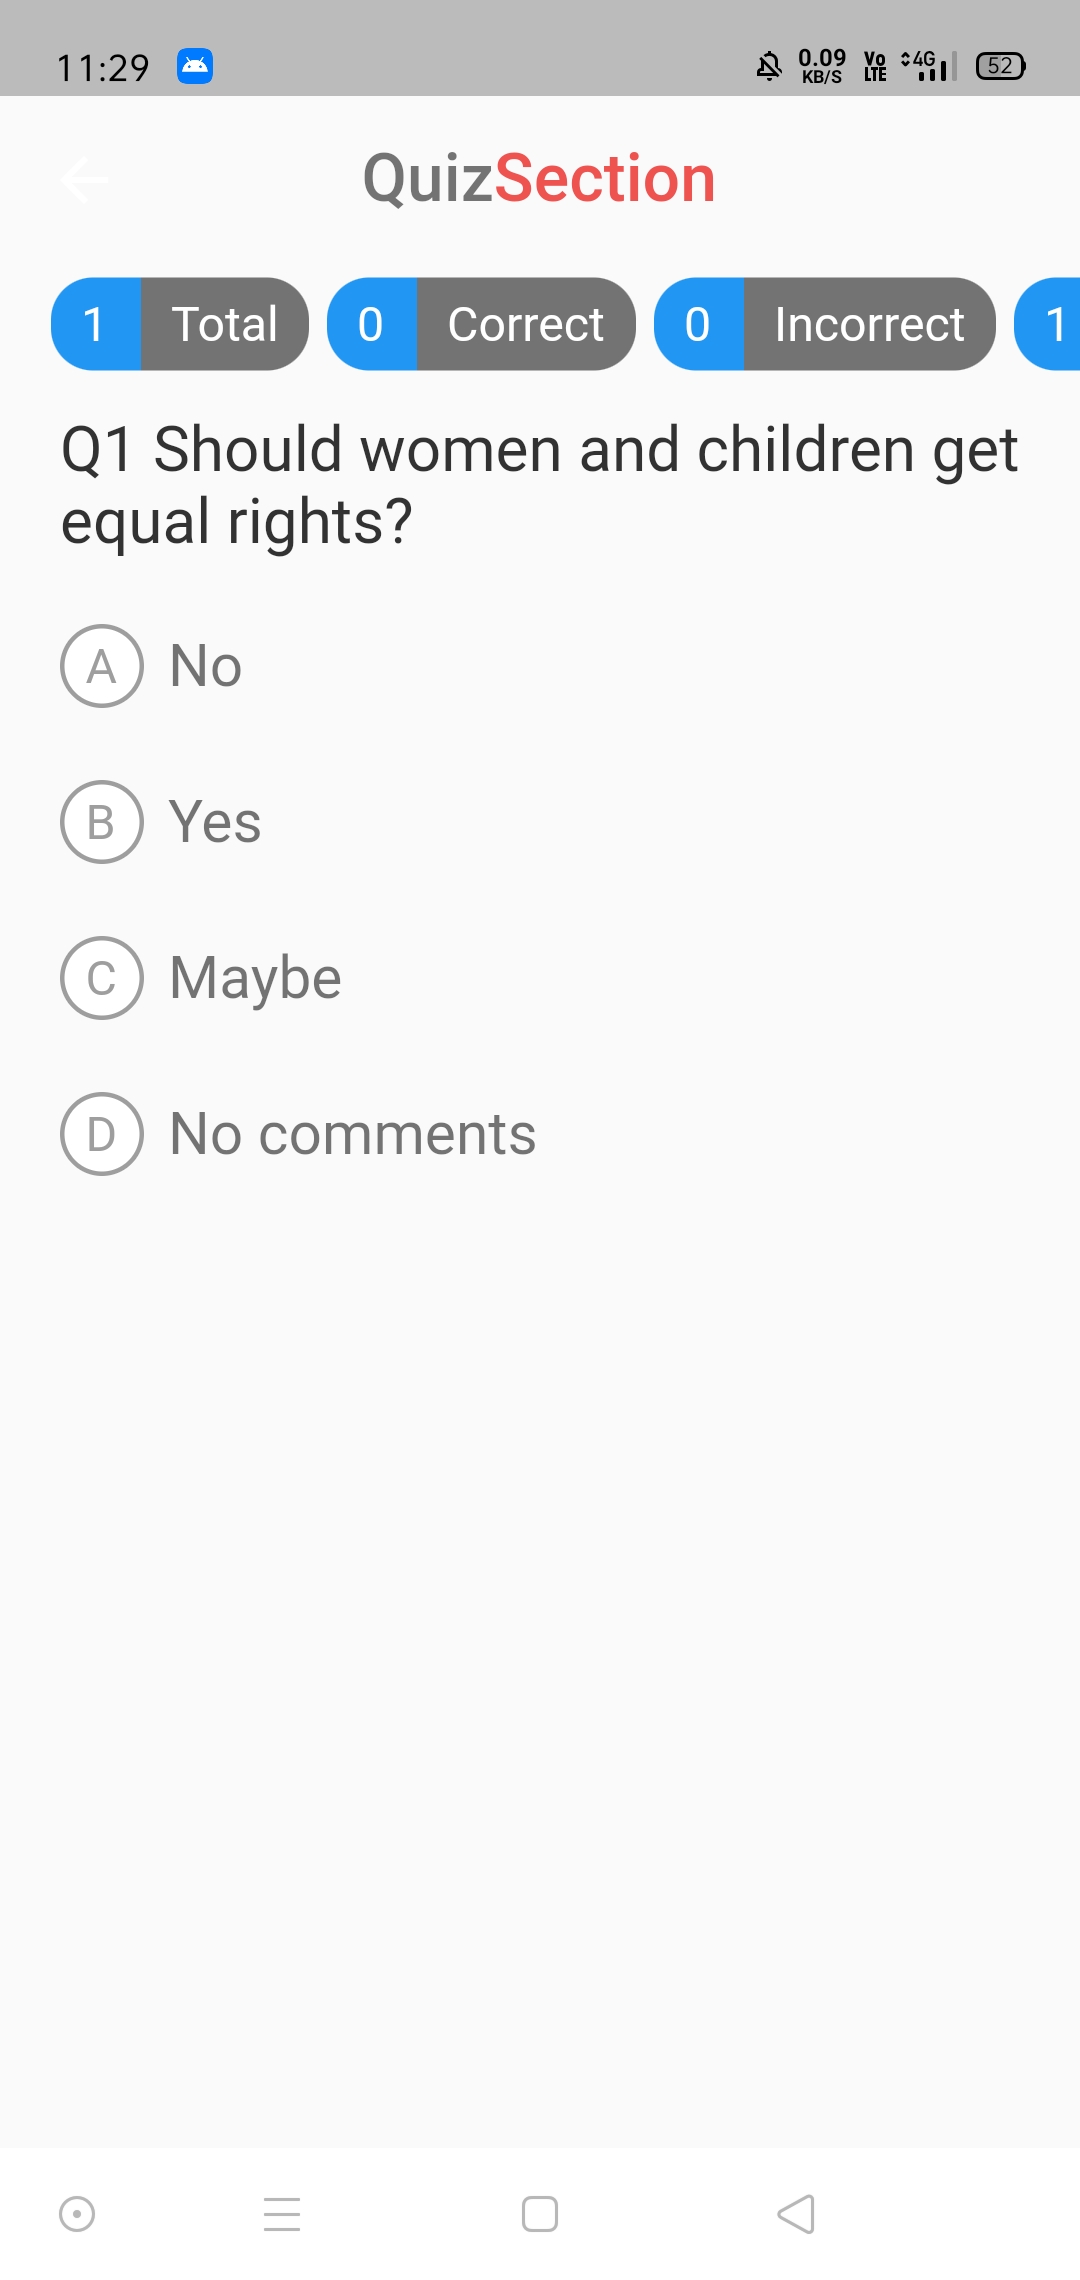 11:29 0.09 KB/S Vo LTE 4G 52
QuizSection
1 Total 0 Correct 0 Incorrect 1
Q1 Should women and children get
equal rights?
A No
B Yes
C Maybe
D No comments